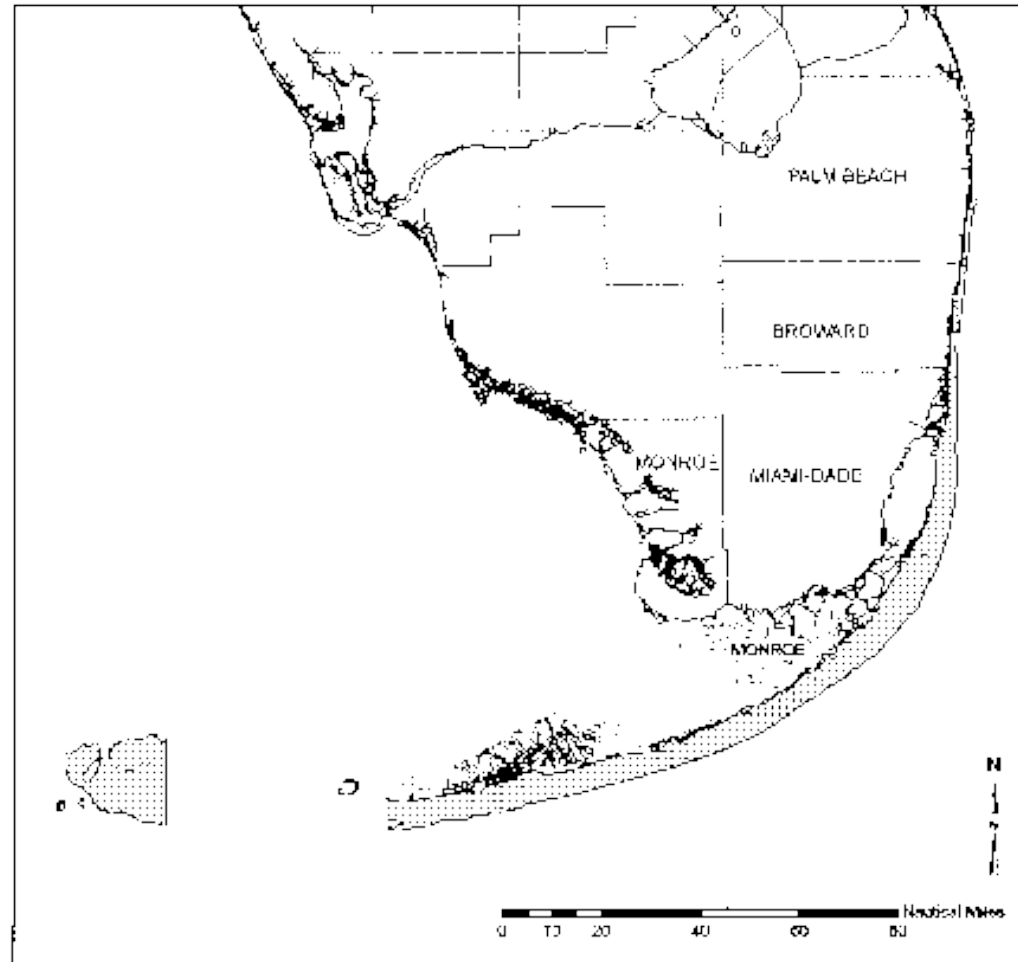 PALM BEACH
BROWARD
MONROE
MIAMI-DADE
MONROE
N
Nautical Miles
0 10 20 40 60 80